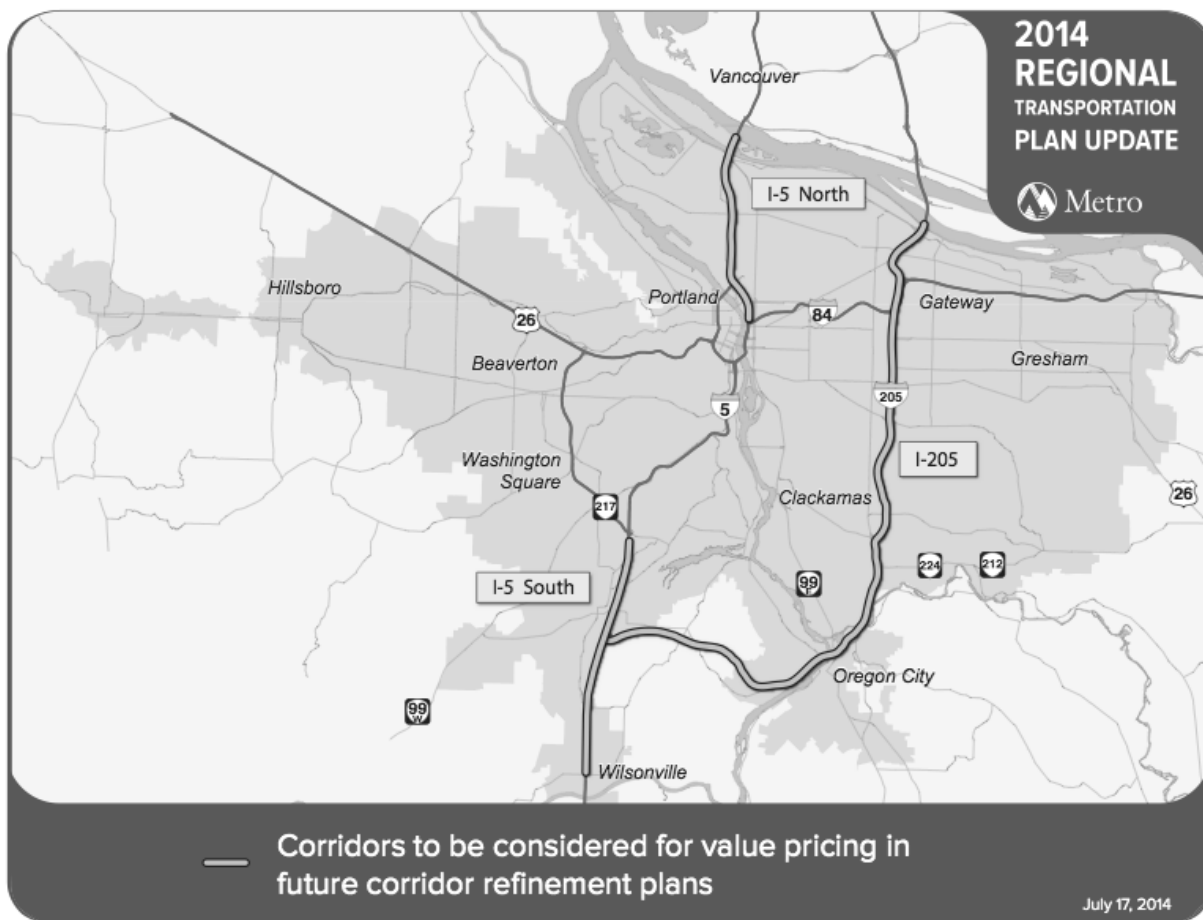 2014
REGIONAL
TRANSPORTATION
PLAN UPDATE
Metro
Vancouver
I-5 North
Hillsboro
Portland
Gateway
26
84
Beaverton
Gresham
5
205
Washington
Square
I-205
Clackamas
26
217
I-5 South
99
E
224
212
Oregon City
99
W
Wilsonville
Corridors to be considered for value pricing in
future corridor refinement plans
July 17, 2014